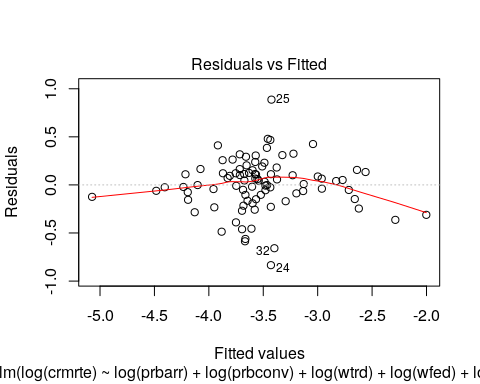 Residuals vs Fitted
1.0
0.5
0.0
-0.5
-1.0
Residuals
25
32
24
-5.0 -4.5 -4.0 -3.5 -3.0 -2.5 -2.0
Fitted values
lm(log(crmrte) ~ log(prbarr) + log(prbconv) + log(wtrd) + log(wfed) +